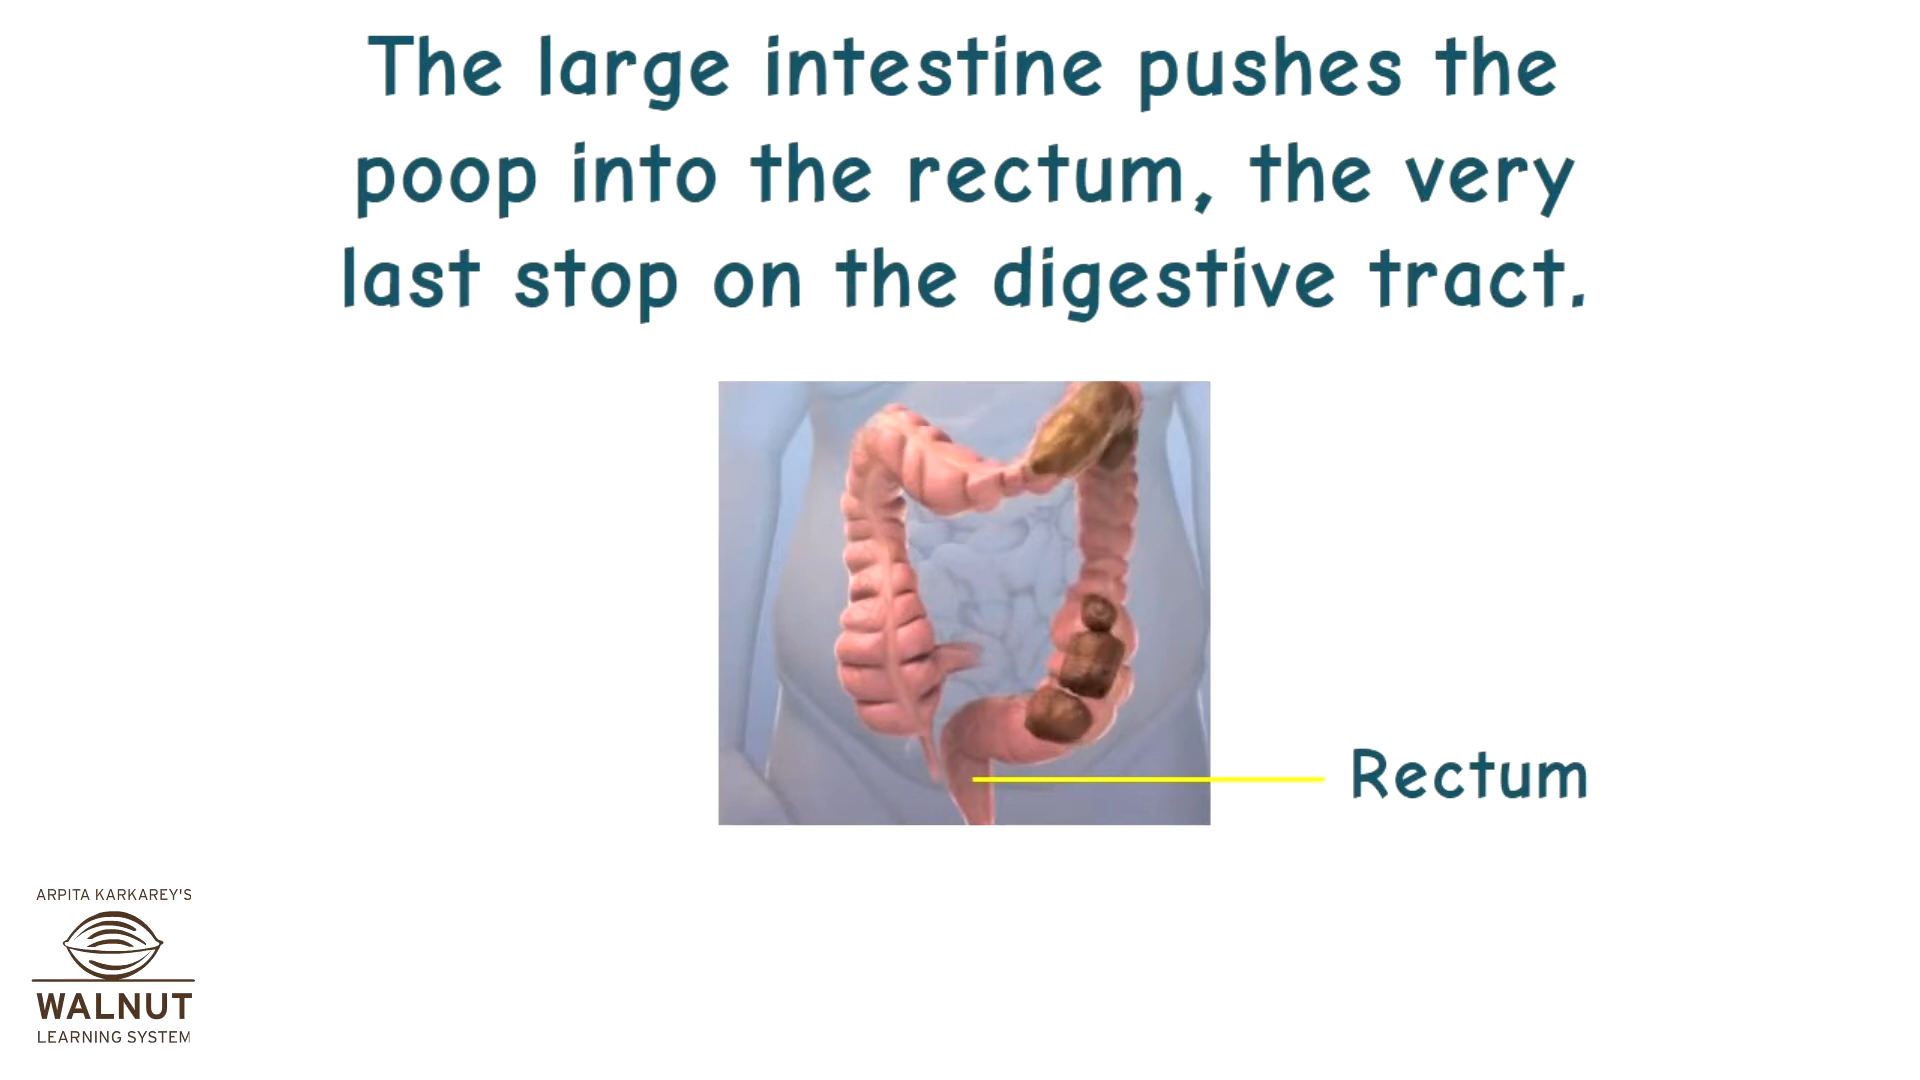 The large intestine pushes the
poop into the rectum, the very
last stop on the digestive tract.
Rectum
ARPITA KARKAREY'S
WALNUT
LEARNING SYSTEM